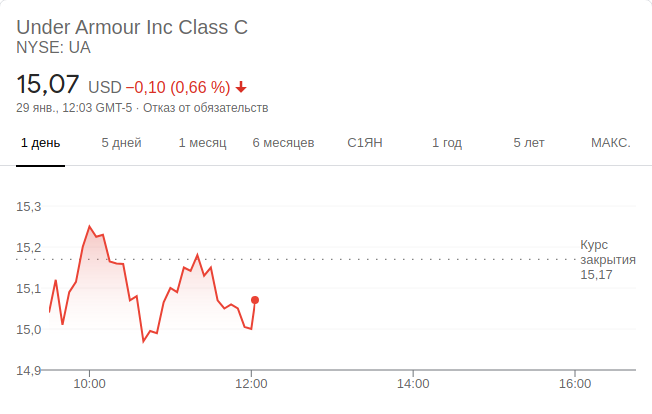 Under Armour Inc Class C
NYSE: UA
15,07 USD −0,10 (0,66 %)
29 янв., 12:03 GMT-5 · Отказ от обязательств
1 день 5 дней 1 месяц 6 месяцев С1ЯН 1 год 5 лет МАКС.
15,3
15,2
15,1
15,0
14,9
Курс
закрытия
15,17
10:00 12:00 14:00 16:00